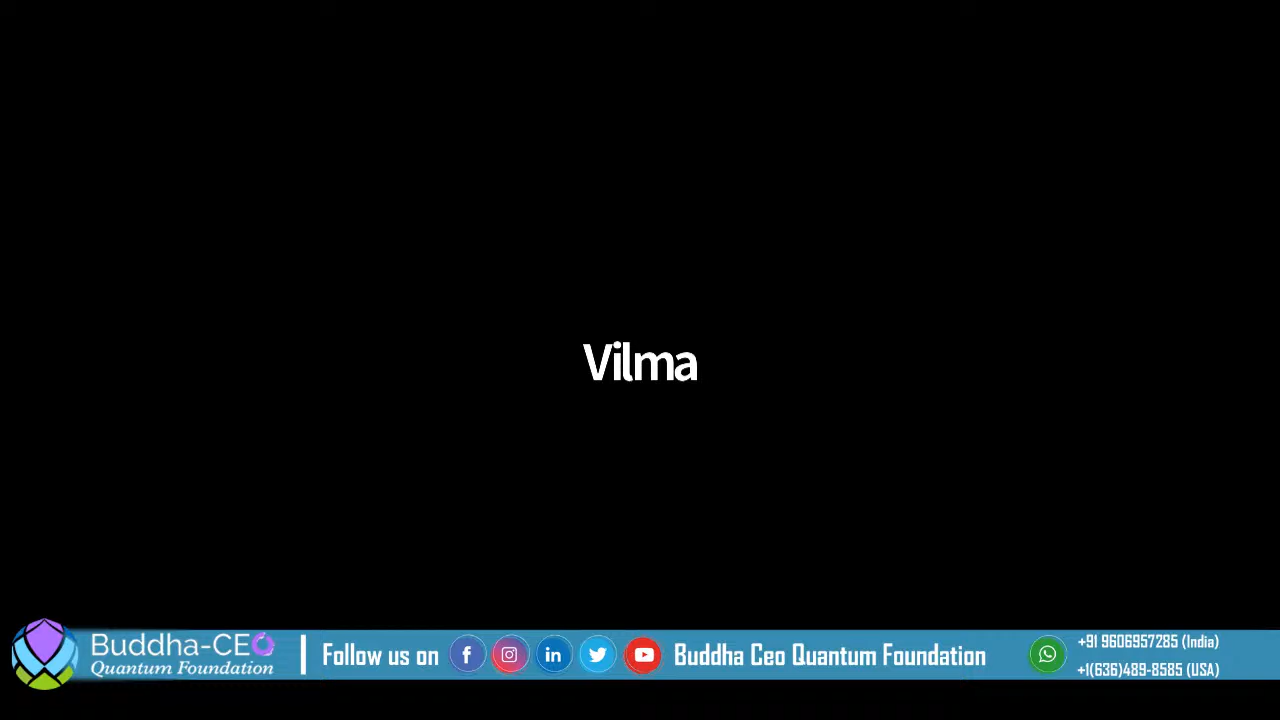 Vilma
Buddha-CEO
Quantum Foundation
Follow us on
Buddha Ceo Quantum Foundation
+91 9606957285 (India)
+1(636)489-8585 (USA)